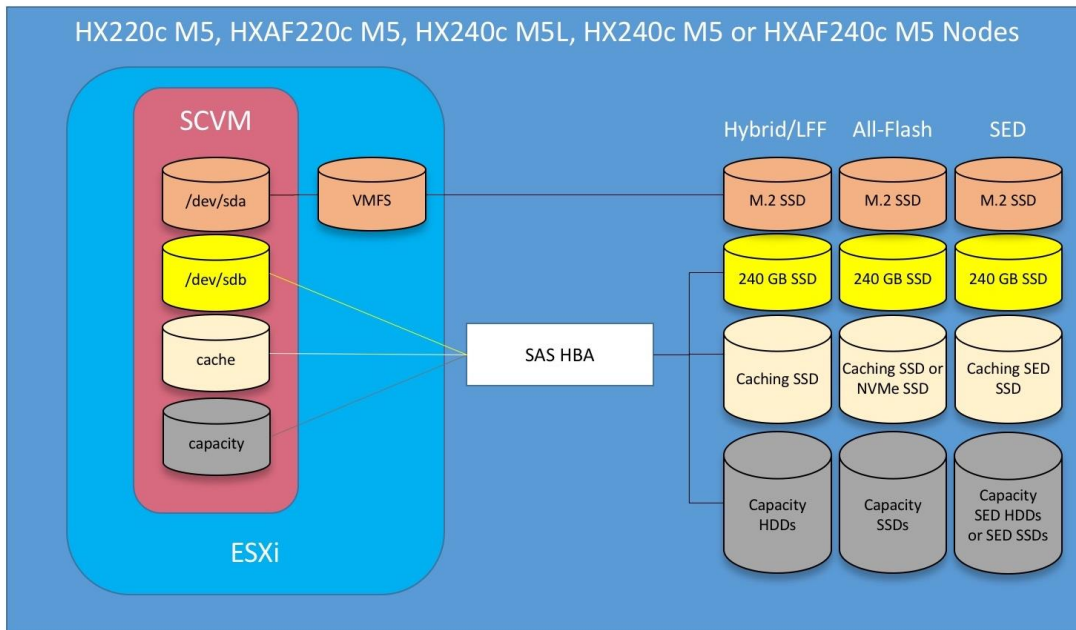 HX220c M5, HXAF220c M5, HX240c M5L, HX240c M5 or HXAF240c M5 Nodes
SCVM
Hybrid/LFF
All-Flash
SED
/dev/sda
VMFS
M.2 SSD
M.2 SSD
M.2 SSD
/dev/sdb
240 GB SSD
240 GB SSD
240 GB SSD
cache
SAS HBA
Caching SSD
Caching SSD or
NVMe SSD
Caching SED
SSD
capacity
Capacity
HDDs
Capacity
SSDs
Capacity
SED HDDs
or SED SSDs
ESXi